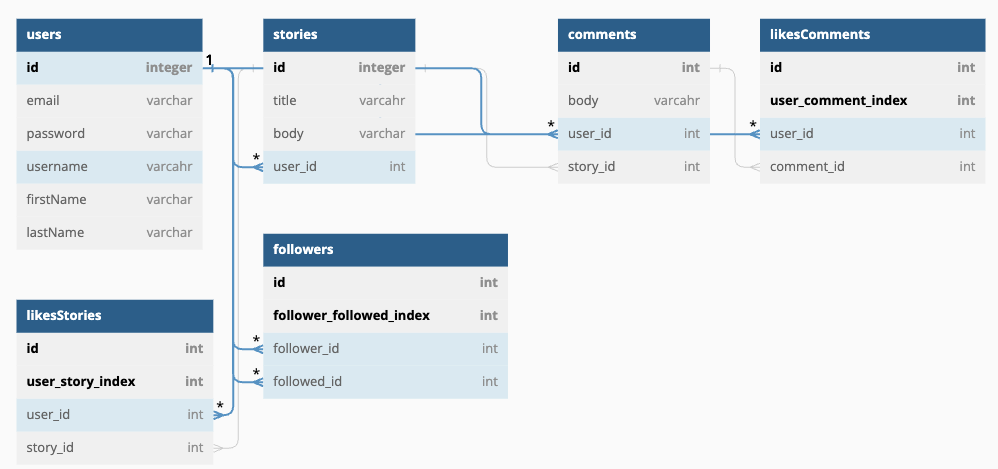 users
id integer
email varchar
password varchar
username varcahr
firstName varchar
lastName varchar
1
stories
id integer
title varcahr
body varchar
* user_id int
comments
id int
body varcahr
* user_id int
story_id int
likesComments
id int
user_comment_index int
* user_id int
comment_id int
followers
id int
follower_followed_index int
* follower_id int
* followed_id int
likesStories
id int
user_story_index int
user_id int *
story_id int